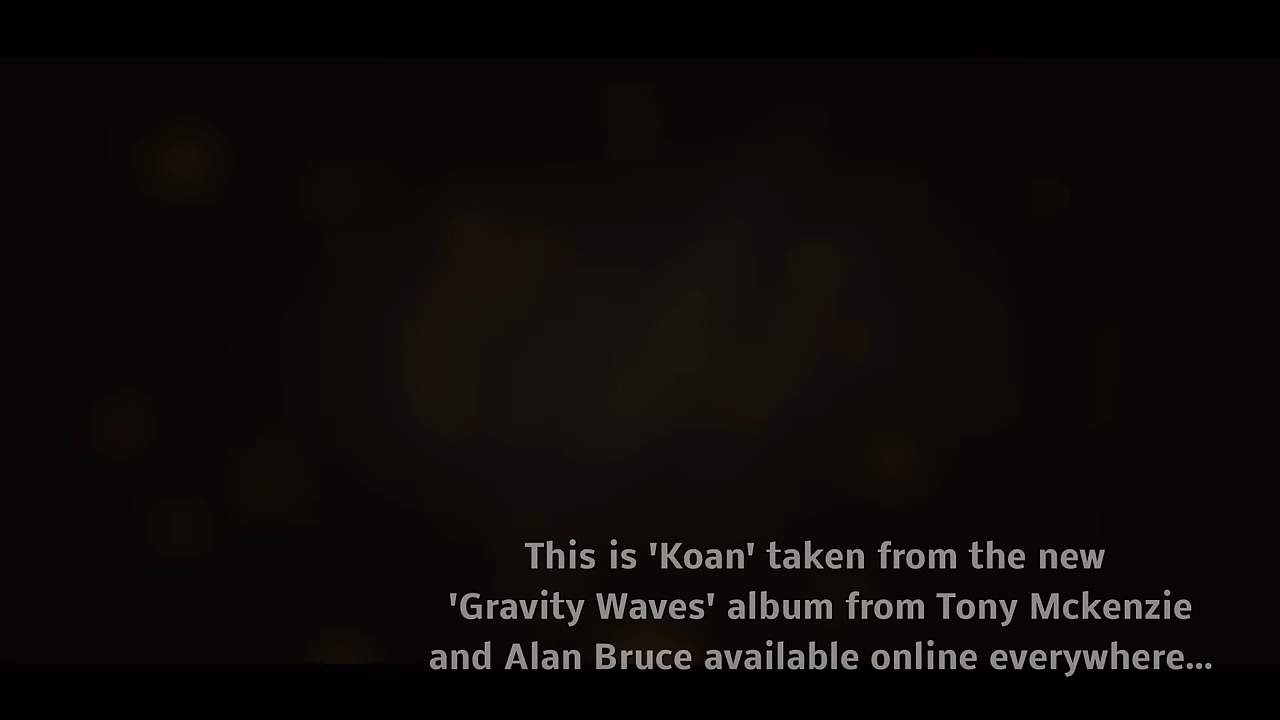 This is 'Koan' taken from the new
'Gravity Waves' album from Tony Mckenzie
and Alan Bruce available online everywhere...